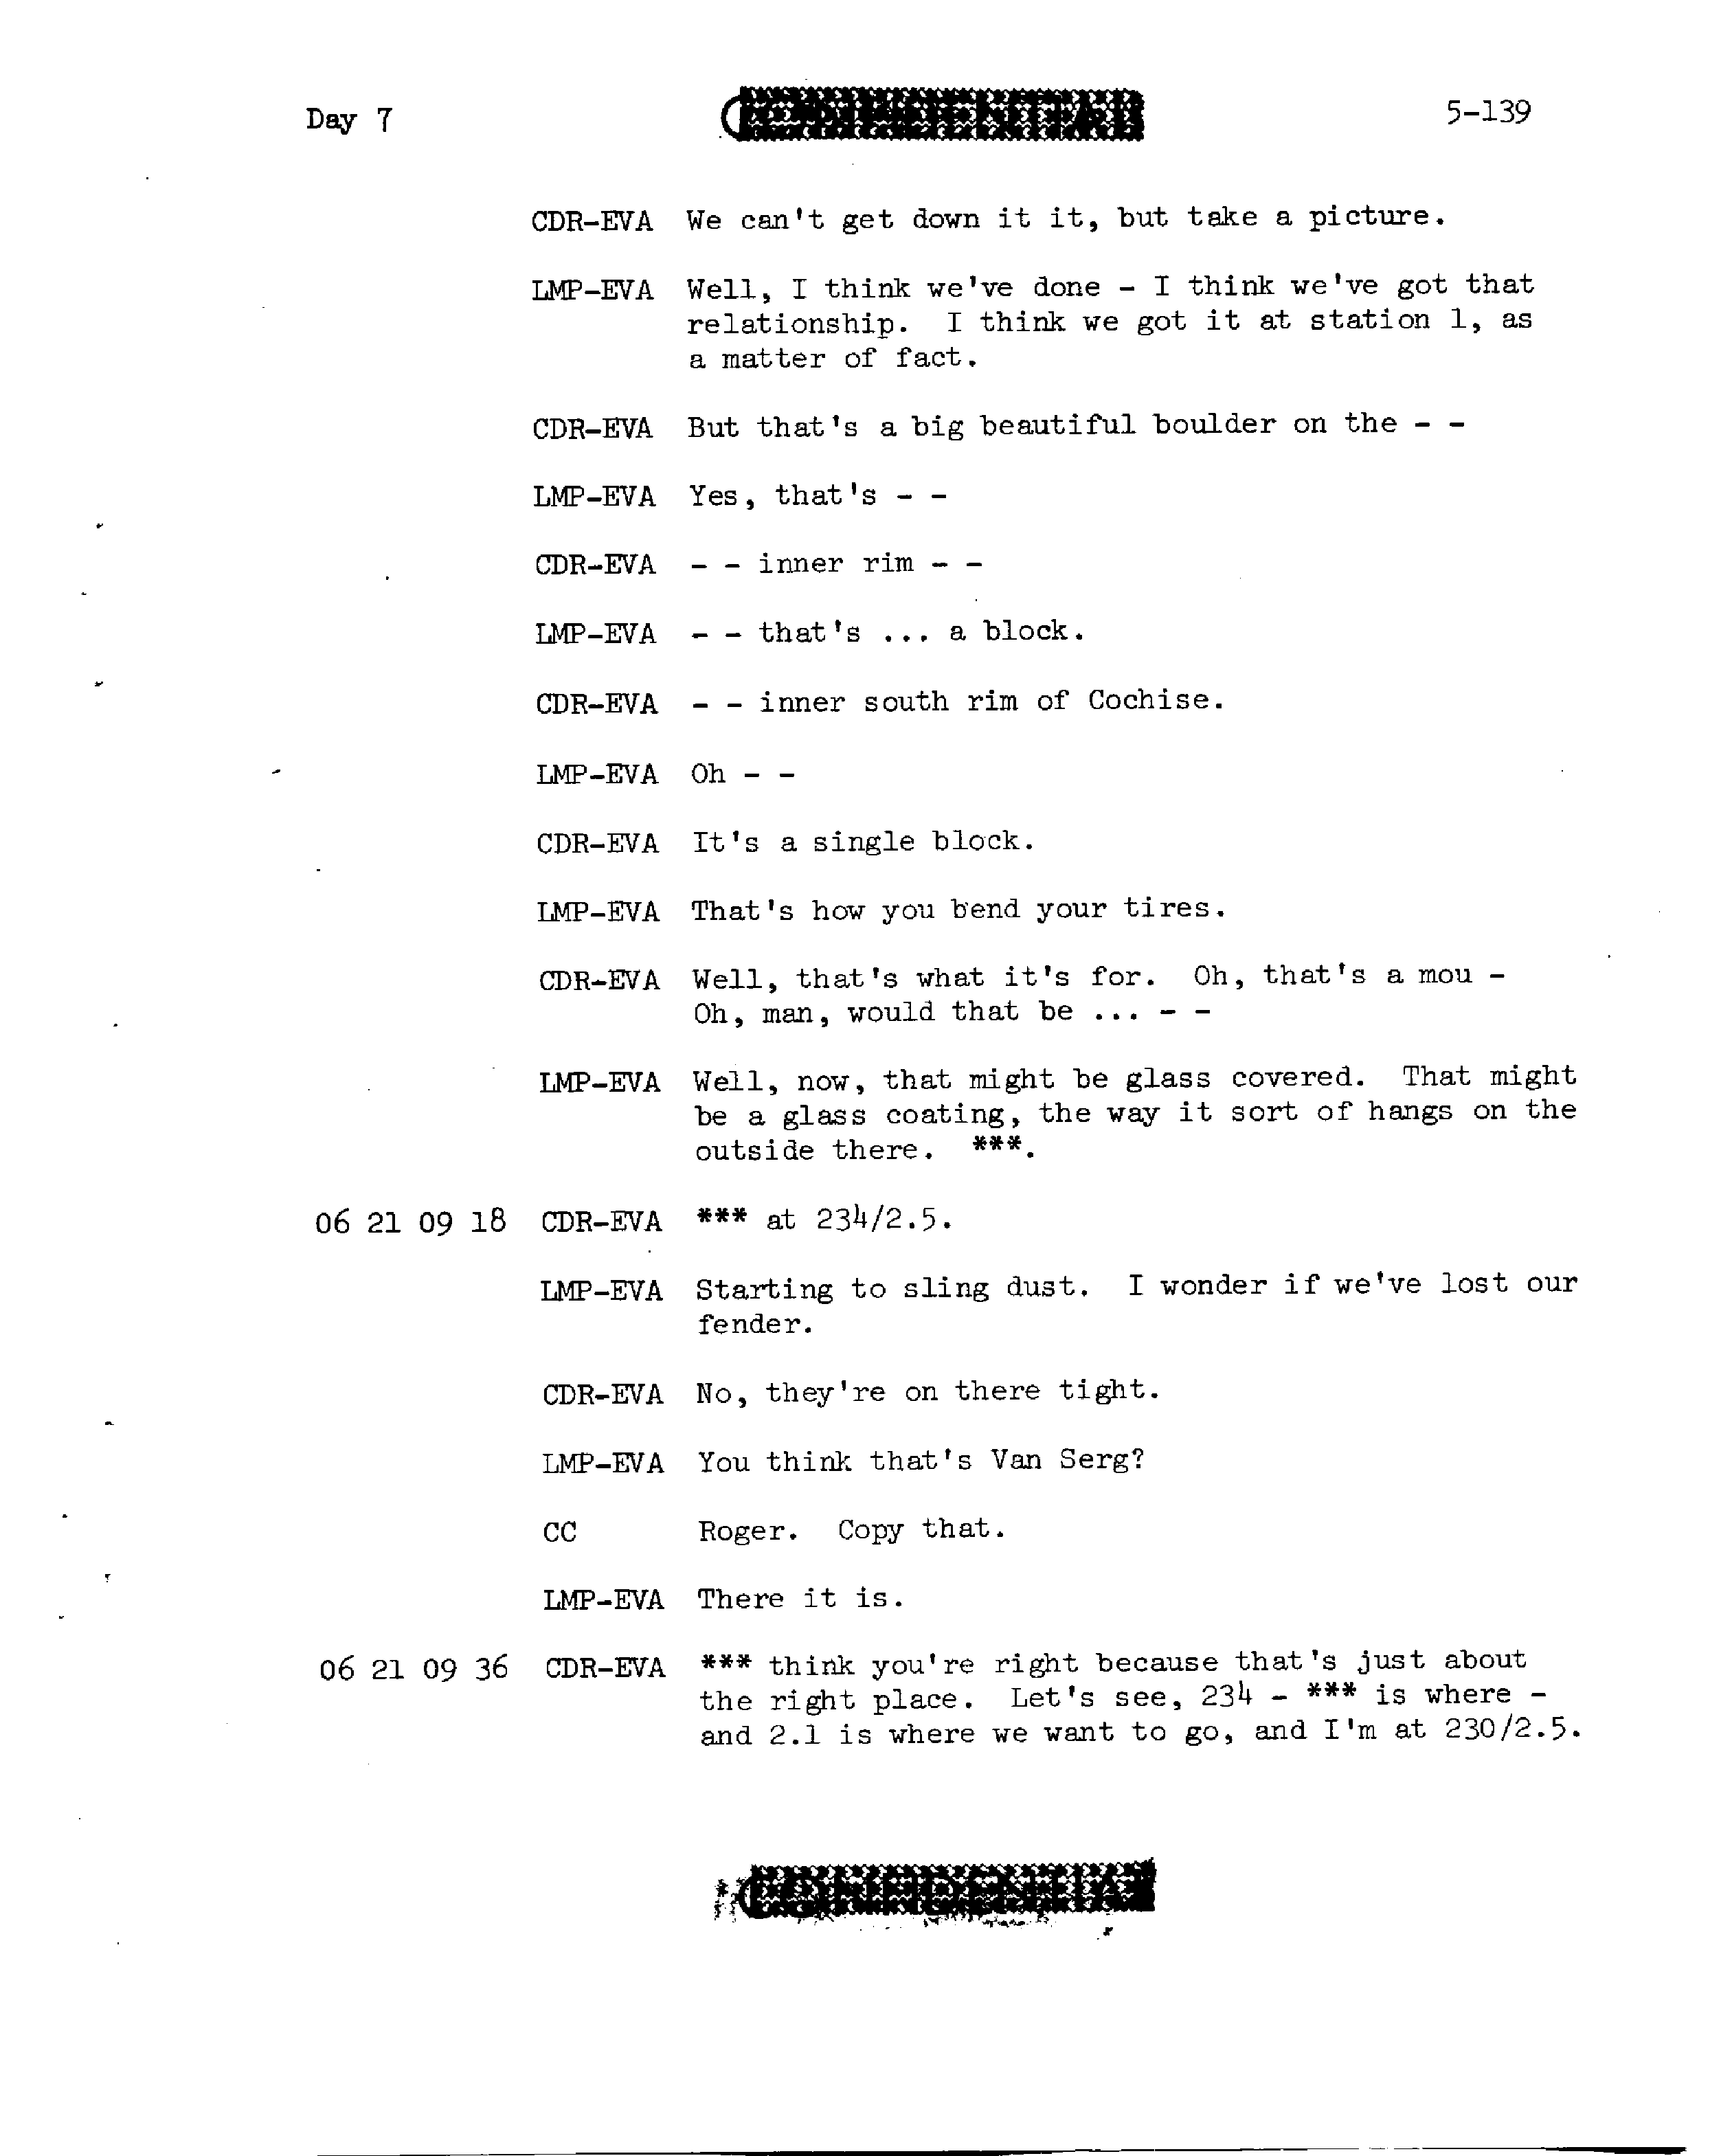 Day 7 CONFIDENTIAL 5-139
CDR-EVA We can't get down it it, but take a picture.
LMP-EVA Well, I think we've done - I think we've got that
relationship. I think we got it at station 1, as
a matter of fact.
CDR-EVA But that's a big beautiful boulder on the - -
LMP-EVA Yes, that's - -
CDR-EVA - - inner rim - -
LMP-EVA - - that's ... a block.
CDR-EVA - - inner south rim of Cochise.
LMP-EVA Oh - -
CDR-EVA It's a single block.
LMP-EVA That's how you bend your tires.
CDR-EVA Well, that's what it's for. Oh, that's a mou -
Oh, man, would that be ... - -
LMP-EVA Well, now, that might be glass covered. That might
be a glass coating, the way it sort of hangs on the
outside there. ***.
06 21 09 18 CDR-EVA *** at 234/2.5.
LMP-EVA Starting to sling dust. I wonder if we've lost our
fender.
CDR-EVA No, they're on there tight.
LMP-EVA You think that's Van Serg?
CC Roger. Copy that.
LMP-EVA There it is.
06 21 09 36 CDR-EVA *** think you're right because that's just about
the right place. Let's see, 234 - *** is where -
and 2.1 is where we want to go, and I'm at 230/2.5.
CONFIDENTIAL